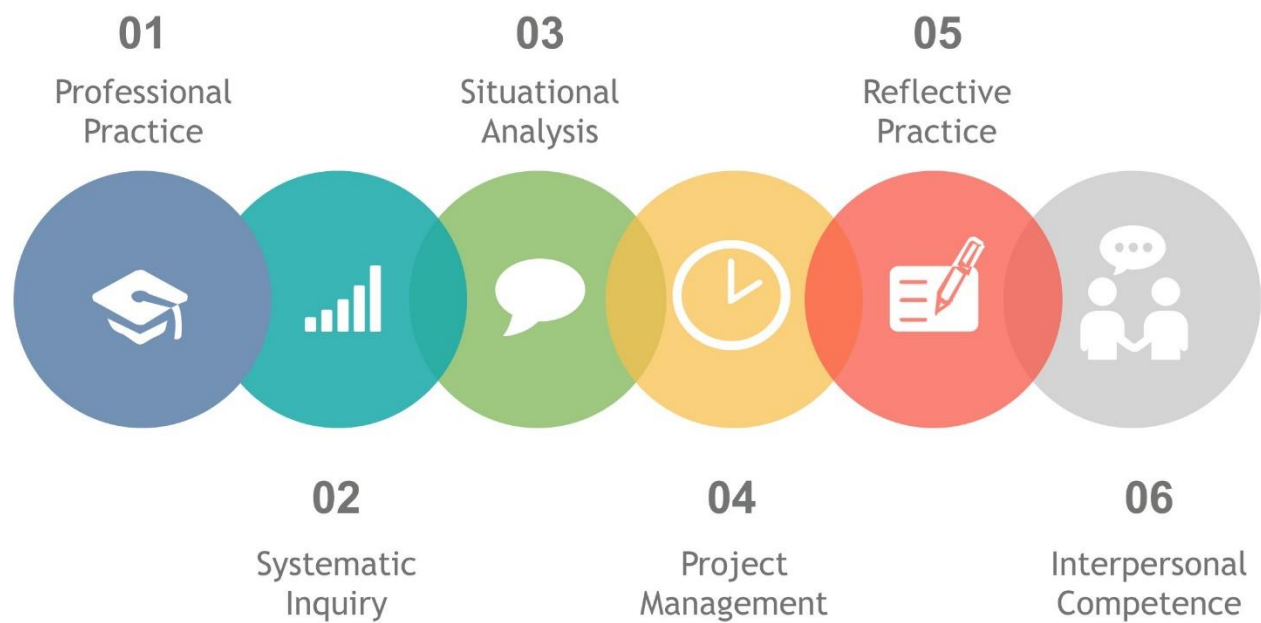 01
Professional
Practice
03
Situational
Analysis
05
Reflective
Practice
02
Systematic
Inquiry
04
Project
Management
06
Interpersonal
Competence